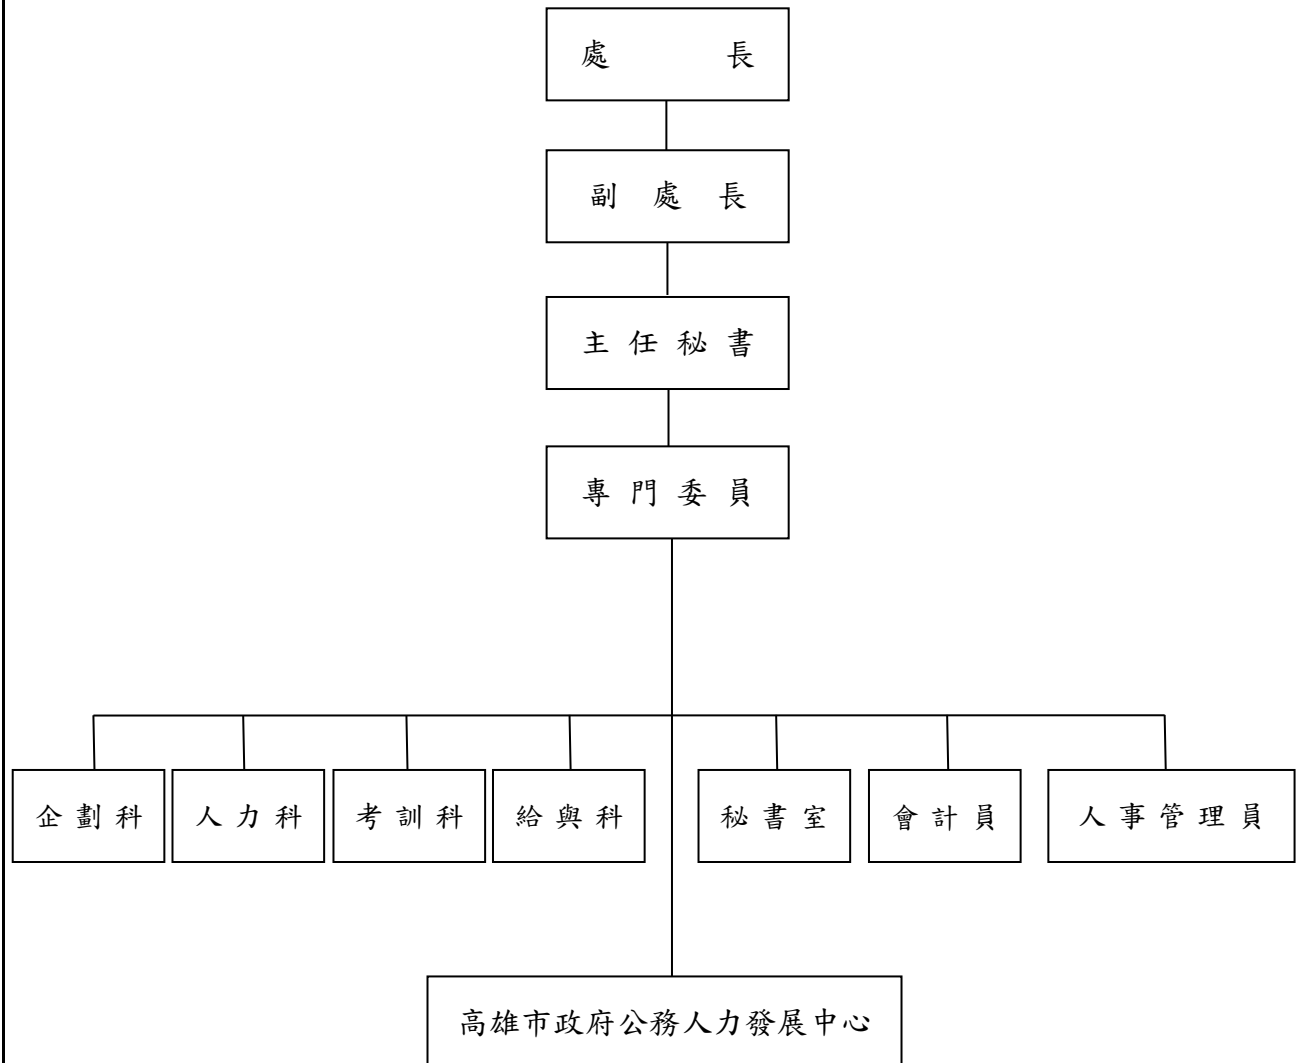 處長
副處長
主任秘書
專門委員
企劃科
人力科
考訓科
給與科
秘書室
會計員
人事管理員
高雄市政府公務人力發展中心